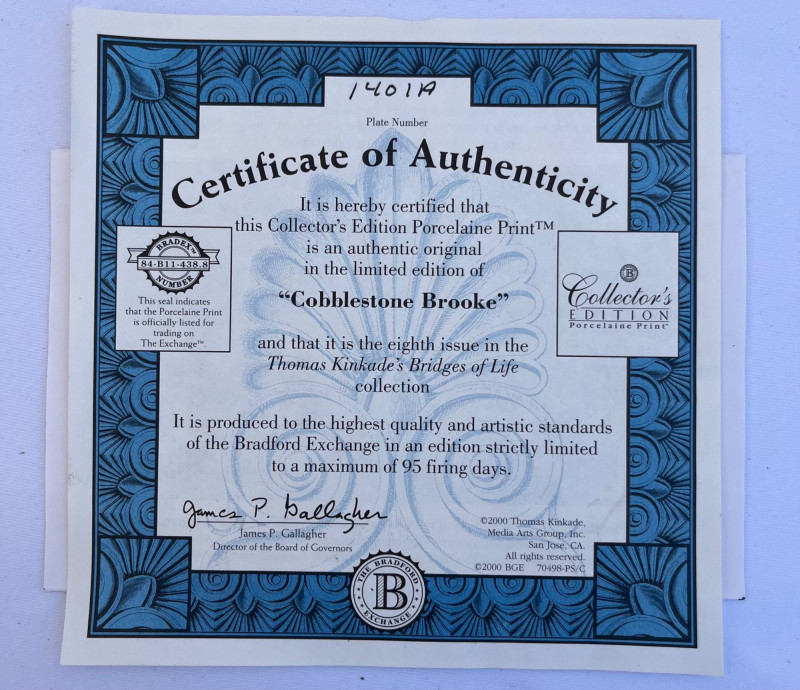 1401A
Plate Number
Certificate of Authenticity
It is hereby certified that
this Collector's Edition Porcelaine Print™
is an authentic original
in the limited edition of
“Cobblestone Brooke”
and that it is the eighth issue in the
Thomas Kinkade's Bridges of Life
collection
It is produced to the highest quality and artistic standards
of the Bradford Exchange in an edition strictly limited
to a maximum of 95 firing days.
BRADEX™
84-B11-438.8
NUMBER
This seal indicates
that the Porcelaine Print
is officially listed for
trading on
The Exchange™.
B
Collector's
EDITION
Porcelaine Print™
James P. Gallagher
James P. Gallagher
Director of the Board of Governors
©2000 Thomas Kinkade,
Media Arts Group, Inc.
San Jose, CA.
All rights reserved.
©2000 BGE 70498-PS/C
THE BRADFORD
B
EXCHANGE